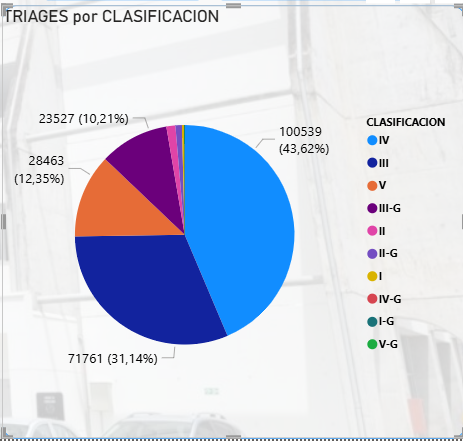 TRIAGES por CLASIFICACION
23527 (10,21%)
100539
(43,62%)
28463
(12,35%)
71761 (31,14%)
CLASIFICACION
IV
III
V
III-G
II
II-G
I
IV-G
I-G
V-G